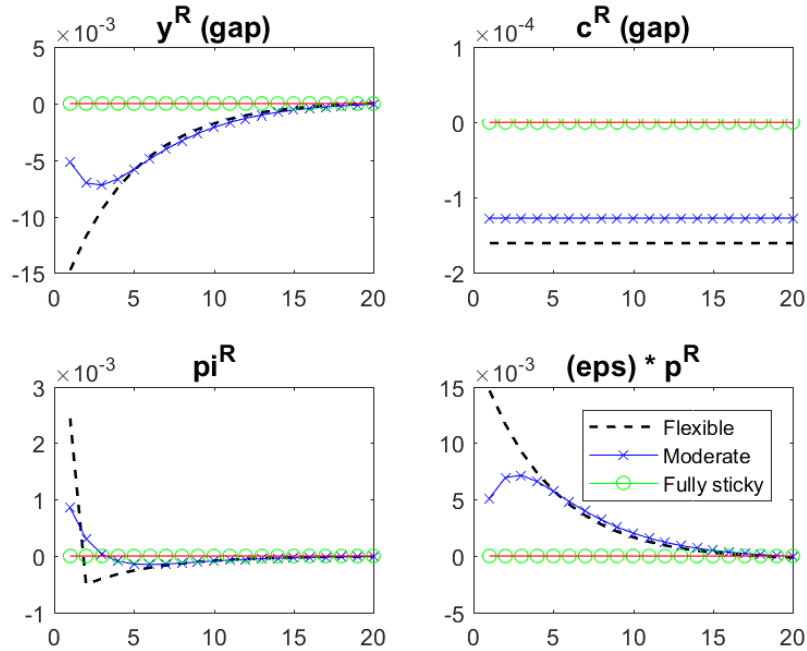 y^R (gap)
×10^-3
5
0
-5
-10
-15
0 5 10 15 20
c^R (gap)
×10^-4
1
0
-1
-2
0 5 10 15 20
pi^R
×10^-3
3
2
1
0
-1
0 5 10 15 20
(eps) * p^R
×10^-3
15
10
5
0
-5
0 5 10 15 20
Flexible
Moderate
Fully sticky